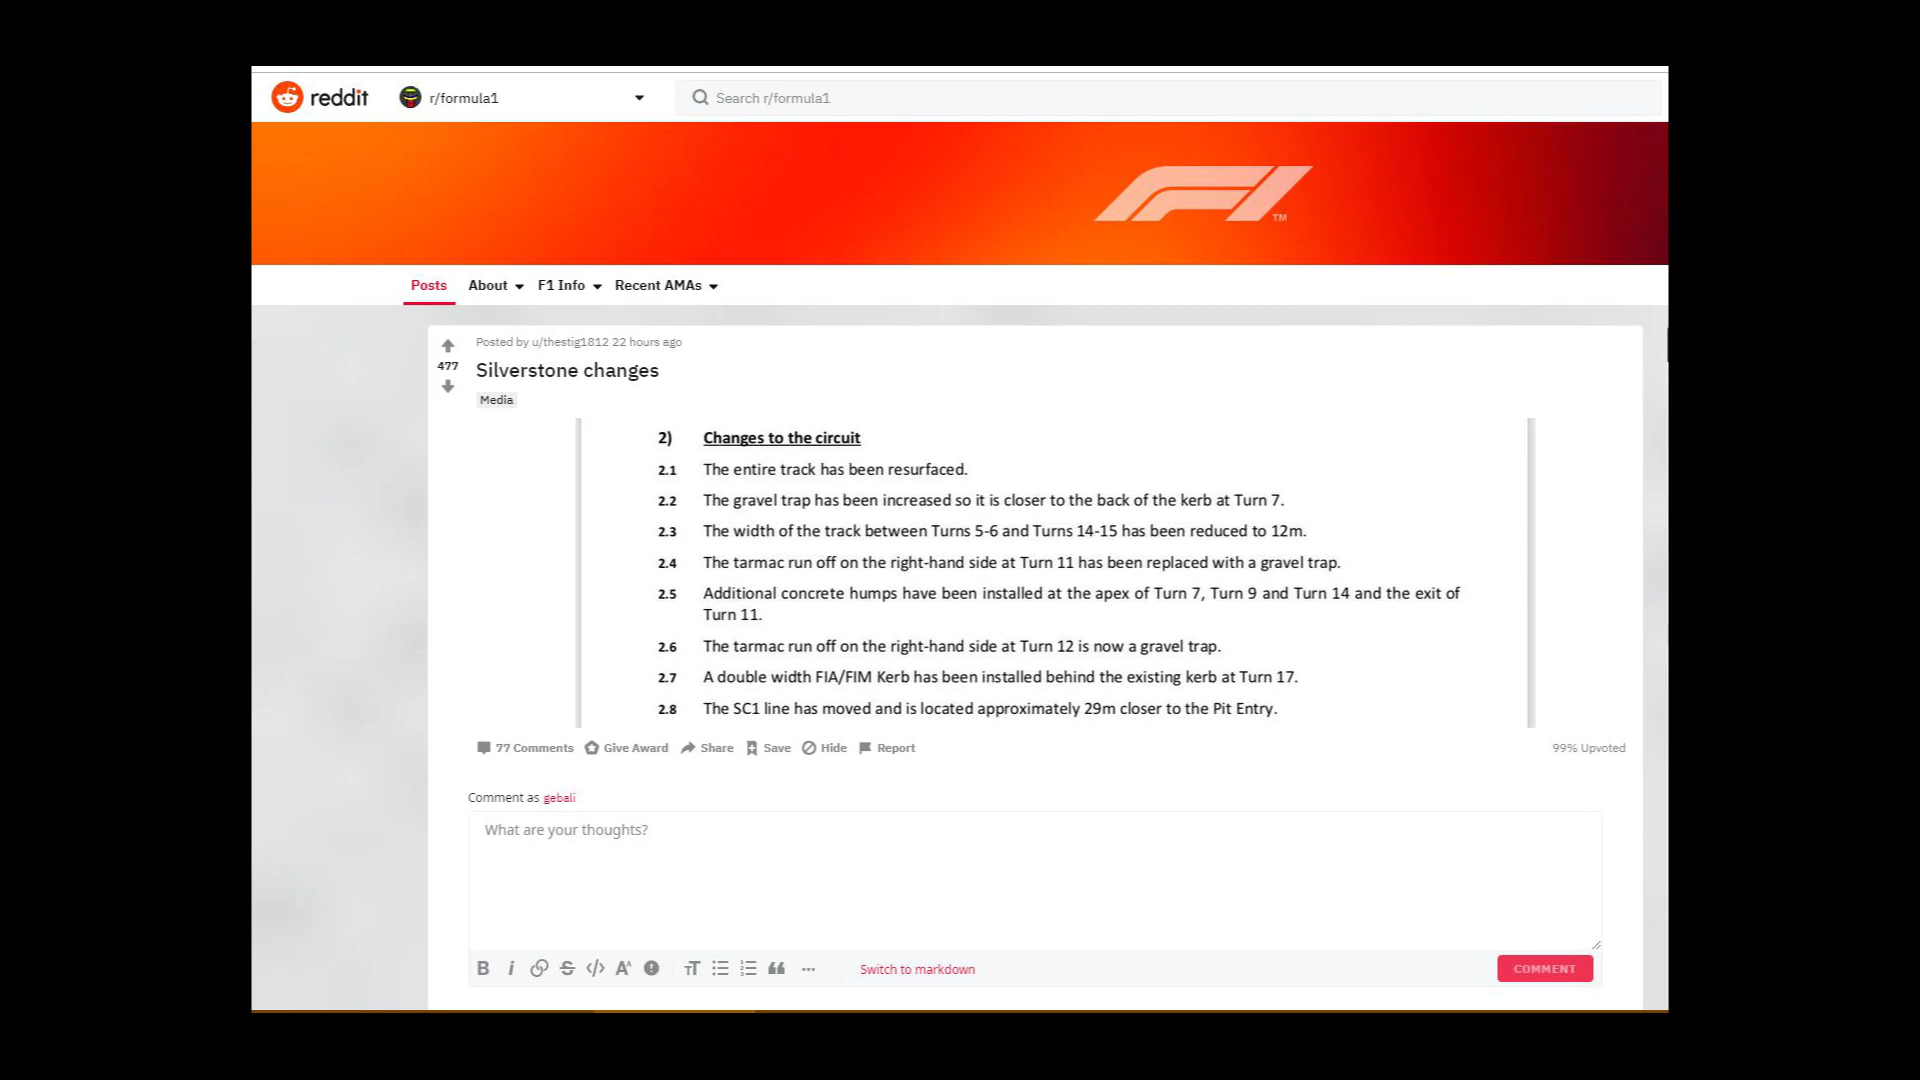 reddit r/formula1 Search r/formula1
F1 TM
Posts About F1 Info Recent AMAs
Posted by u/thestig1812 22 hours ago
477
Silverstone changes
Media
2) Changes to the circuit
2.1 The entire track has been resurfaced.
2.2 The gravel trap has been increased so it is closer to the back of the kerb at Turn 7.
2.3 The width of the track between Turns 5-6 and Turns 14-15 has been reduced to 12m.
2.4 The tarmac run off on the right-hand side at Turn 11 has been replaced with a gravel trap.
2.5 Additional concrete humps have been installed at the apex of Turn 7, Turn 9 and Turn 14 and the exit of
Turn 11.
2.6 The tarmac run off on the right-hand side at Turn 12 is now a gravel trap.
2.7 A double width FIA/FIM Kerb has been installed behind the existing kerb at Turn 17.
2.8 The SC1 line has moved and is located approximately 29m closer to the Pit Entry.
77 Comments Give Award Share Save Hide Report 99% Upvoted
Comment as gebali
What are your thoughts?
Switch to markdown COMMENT